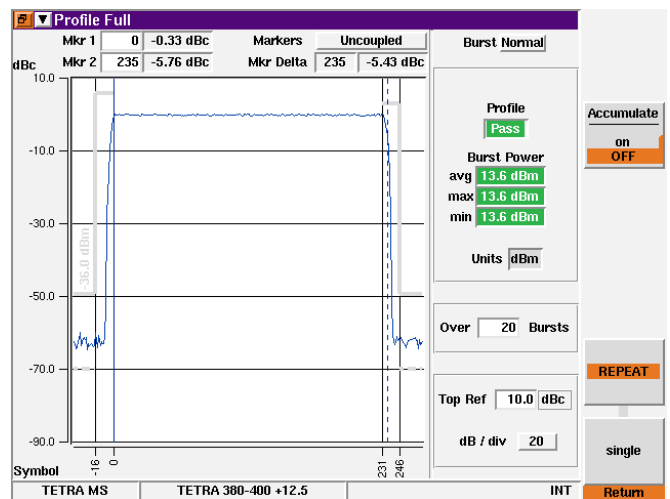 Profile Full
Mkr 1 0 -0.33 dBc Markers Uncoupled
Mkr 2 235 -5.76 dBc Mkr Delta 235 -5.43 dBc
dBc
10.0
-10.0
-30.0
-50.0
-70.0
-90.0
-36.0 dBm
Symbol
-16
0
231
246
Burst Normal
Profile
Pass
Burst Power
avg 13.6 dBm
max 13.6 dBm
min 13.6 dBm
Units dBm
Over 20 Bursts
Top Ref 10.0 dBc
dB / div 20
Accumulate
on
OFF
REPEAT
single
Return
TETRA MS TETRA 380-400 +12.5 INT